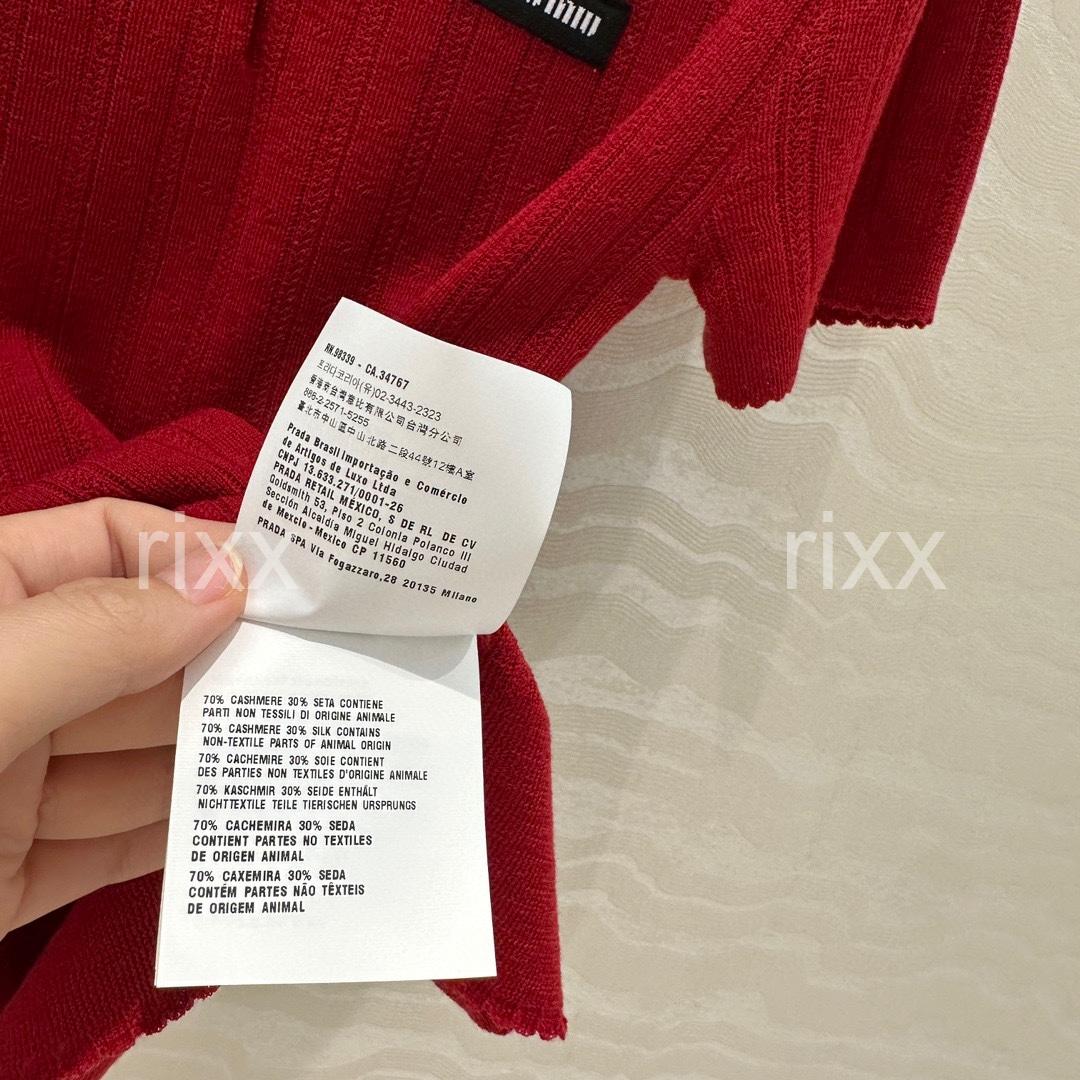 RN.98339 - CA.34767
프라다코리아(유)02-3443-2323
香港商台灣意比有限公司台灣分公司
886-2-2571-5255
臺北市中山區中山北路二段44號12樓A室
Prada Brasil Importação e Comércio
de Artigos de Luxo Ltda
CNPJ 13.633.271/0001-26
PRADA RETAIL MÉXICO, S DE RL DE CV
Goldsmith 53, Piso 2 Colonia Polanco III
Sección Alcaldía Miguel Hidalgo Ciudad
de Mexcio - Mexico CP 11560
PRADA SPA Via Fogazzaro,28 20135 Milano
rixx
rixx
70% CASHMERE 30% SETA CONTIENE
PARTI NON TESSILI DI ORIGINE ANIMALE
70% CASHMERE 30% SILK CONTAINS
NON-TEXTILE PARTS OF ANIMAL ORIGIN
70% CACHEMIRE 30% SOIE CONTIENT
DES PARTIES NON TEXTILES D'ORIGINE ANIMALE
70% KASCHMIR 30% SEIDE ENTHÄLT
NICHTTEXTILE TEILE TIERISCHEN URSPRUNGS
70% CACHEMIRA 30% SEDA
CONTIENT PARTES NO TEXTILES
DE ORIGEN ANIMAL
70% CAXEMIRA 30% SEDA
CONTÉM PARTES NÃO TÊXTEIS
DE ORIGEM ANIMAL